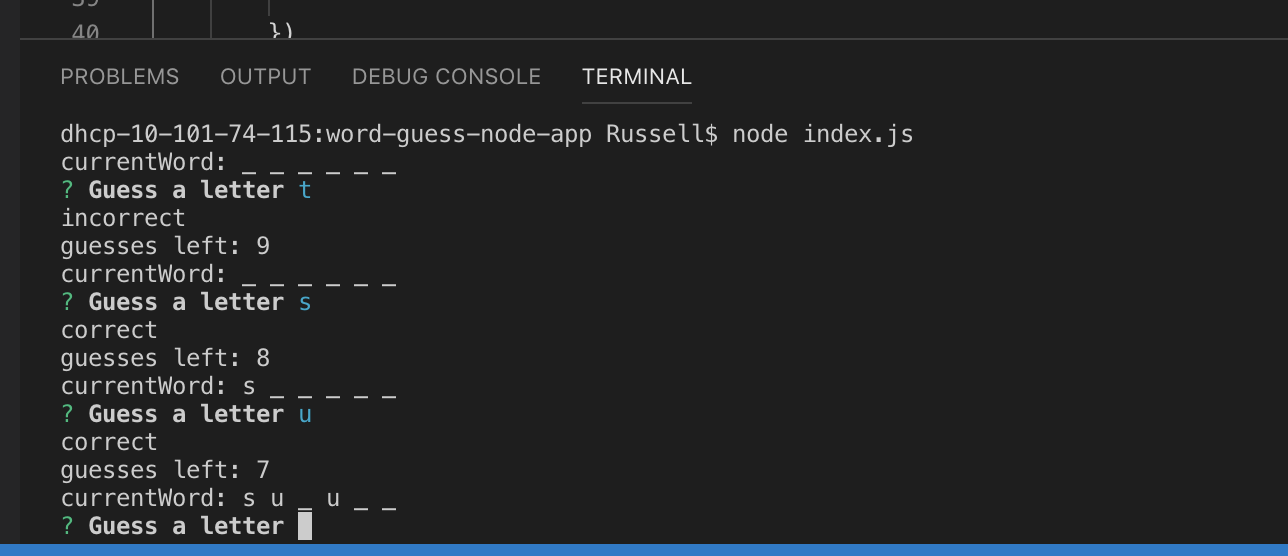 39
40 })
PROBLEMS OUTPUT DEBUG CONSOLE TERMINAL
dhcp-10-101-74-115:word-guess-node-app Russell$ node index.js
currentWord: _ _ _ _ _ _
? Guess a letter t
incorrect
guesses left: 9
currentWord: _ _ _ _ _ _
? Guess a letter s
correct
guesses left: 8
currentWord: s _ _ _ _ _
? Guess a letter u
correct
guesses left: 7
currentWord: s u _ u _ _
? Guess a letter